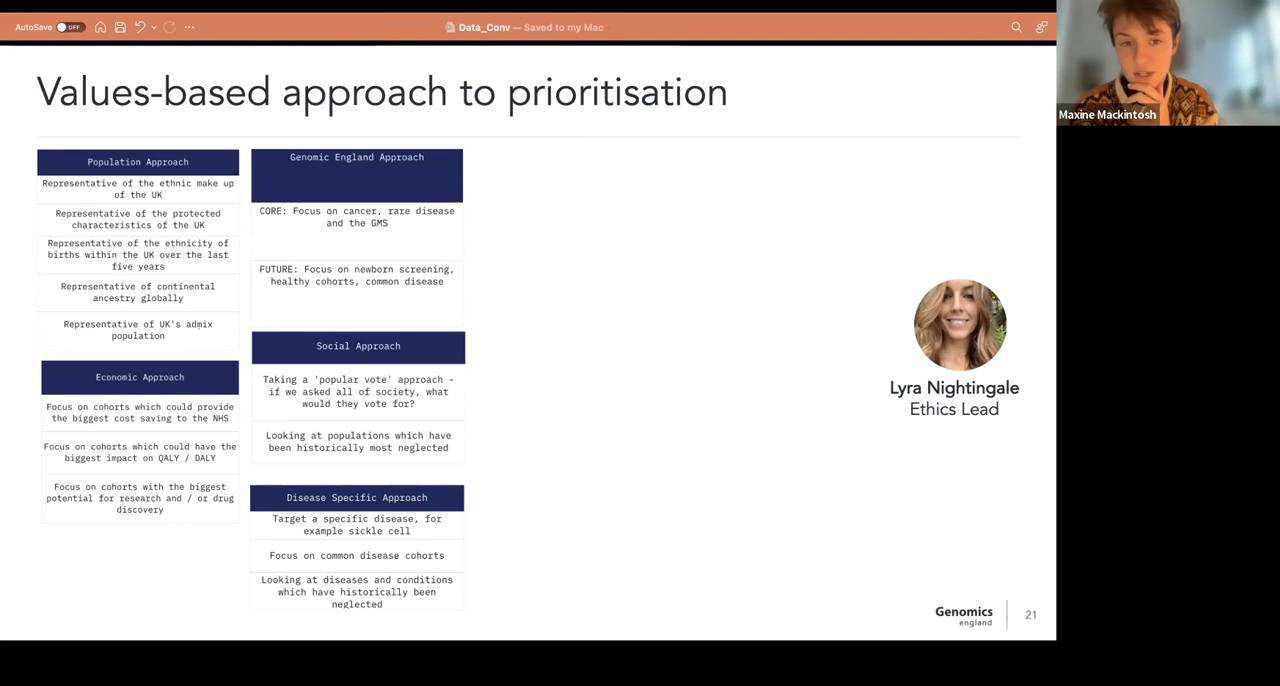 AutoSave OFF
Data_Conv — Saved to my Mac
Maxine Mackintosh
Values-based approach to prioritisation
Population Approach
Representative of the ethnic make up
of the UK
Representative of the protected
characteristics of the UK
Representative of the ethnicity of
births within the UK over the last
five years
Representative of continental
ancestry globally
Representative of UK's admix
population
Economic Approach
Focus on cohorts which could provide
the biggest cost saving to the NHS
Focus on cohorts which could have the
biggest impact on QALY / DALY
Focus on cohorts with the biggest
potential for research and / or drug
discovery
Genomic England Approach
CORE: Focus on cancer, rare disease
and the GMS
FUTURE: Focus on newborn screening,
healthy cohorts, common disease
Social Approach
Taking a 'popular vote' approach -
if we asked all of society, what
would they vote for?
Looking at populations which have
been historically most neglected
Disease Specific Approach
Target a specific disease, for
example sickle cell
Focus on common disease cohorts
Looking at diseases and conditions
which have historically been
neglected
Lyra Nightingale
Ethics Lead
Genomics
england
21